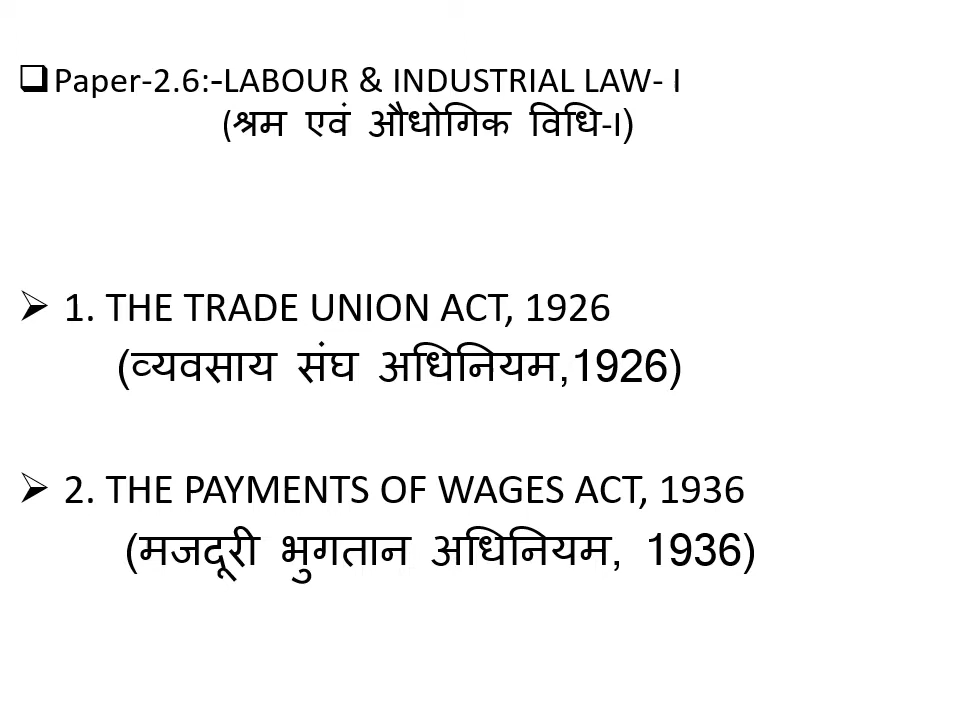 ❑Paper-2.6:-LABOUR & INDUSTRIAL LAW- I
(श्रम एवं औधोगिक विधि-I)
➢ 1. THE TRADE UNION ACT, 1926
(व्यवसाय संघ अधिनियम,1926)
➢ 2. THE PAYMENTS OF WAGES ACT, 1936
(मजदूरी भुगतान अधिनियम, 1936)